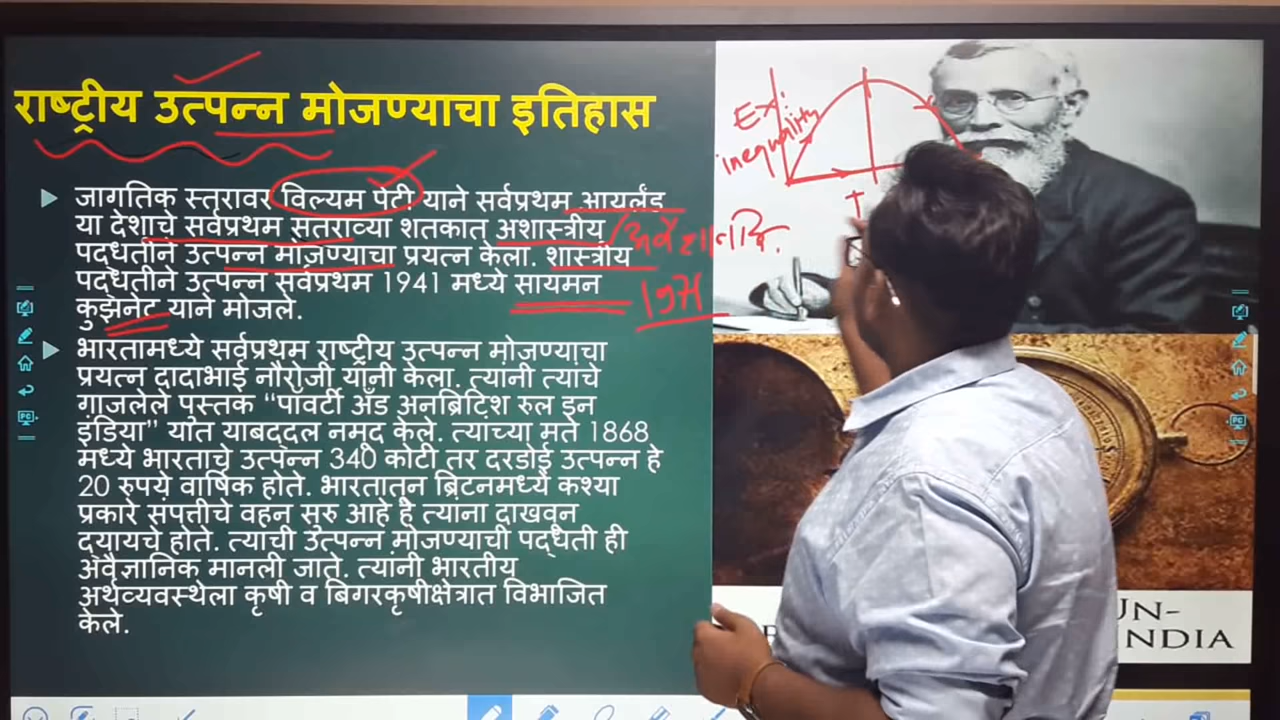 राष्ट्रीय उत्पन्न मोजण्याचा इतिहास
जागतिक स्तरावर विल्यम पेटी याने सर्वप्रथम आयर्लंड
या देशाचे सर्वप्रथम सतराव्या शतकात अशास्त्रीय
पद्धतीने उत्पन्न मोजण्याचा प्रयत्न केला. शास्त्रीय
पद्धतीने उत्पन्न सर्वप्रथम 1941 मध्ये सायमन
कुझनेट याने मोजले.
भारतामध्ये सर्वप्रथम राष्ट्रीय उत्पन्न मोजण्याचा
प्रयत्न दादाभाई नौरोजी यांनी केला. त्यांनी त्यांचे
गाजलेले पुस्तक “पॉवर्टी अँड अनब्रिटिश रुल इन
इंडिया” यात याबद्दल नमूद केले. त्यांच्या मते 1868
मध्ये भारताचे उत्पन्न 340 कोटी तर दरडोई उत्पन्न हे
20 रुपये वार्षिक होते. भारतातून ब्रिटनमध्ये कश्या
प्रकारे संपतीचे वहन सुरु आहे हे त्यांना दाखवून
दयायचे होते. त्याची उत्पन्न मोजण्याची पद्धती ही
अवैज्ञानिक मानली जाते. त्यांनी भारतीय
अर्थव्यवस्थेला कृषी व बिगरकृषीक्षेत्रात विभाजित
केले.
inequality
1971
UN-
INDIA